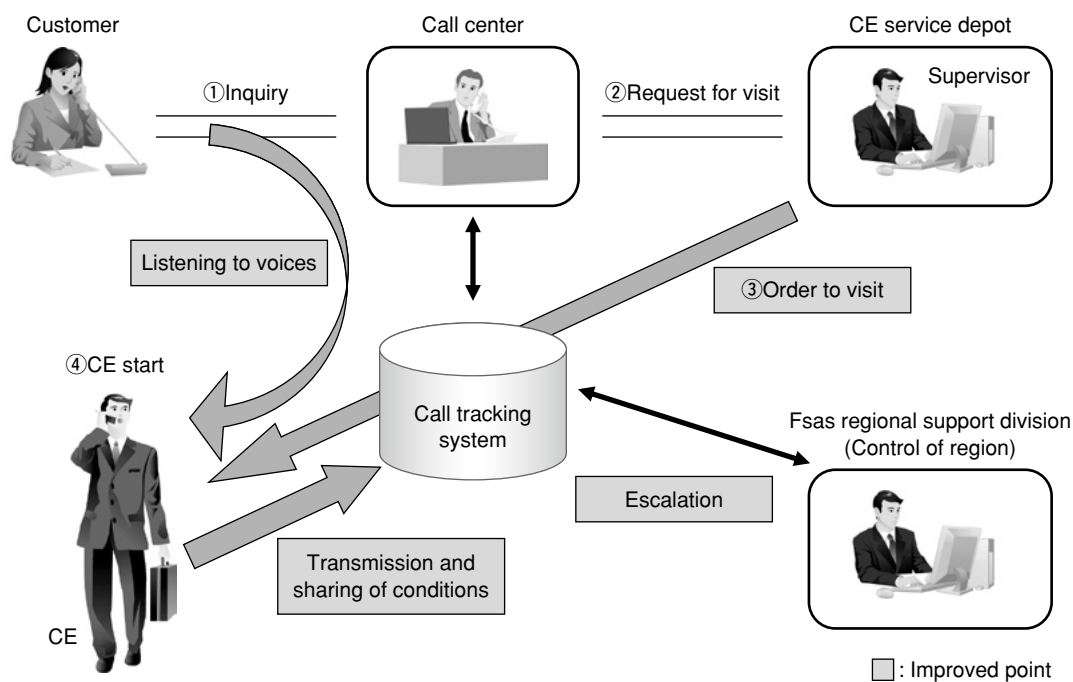 Customer
Call center
CE service depot
①Inquiry
②Request for visit
Supervisor
Listening to voices
③Order to visit
④CE start
Call tracking
system
Fsas regional support division
(Control of region)
Escalation
Transmission and
sharing of conditions
CE
: Improved point